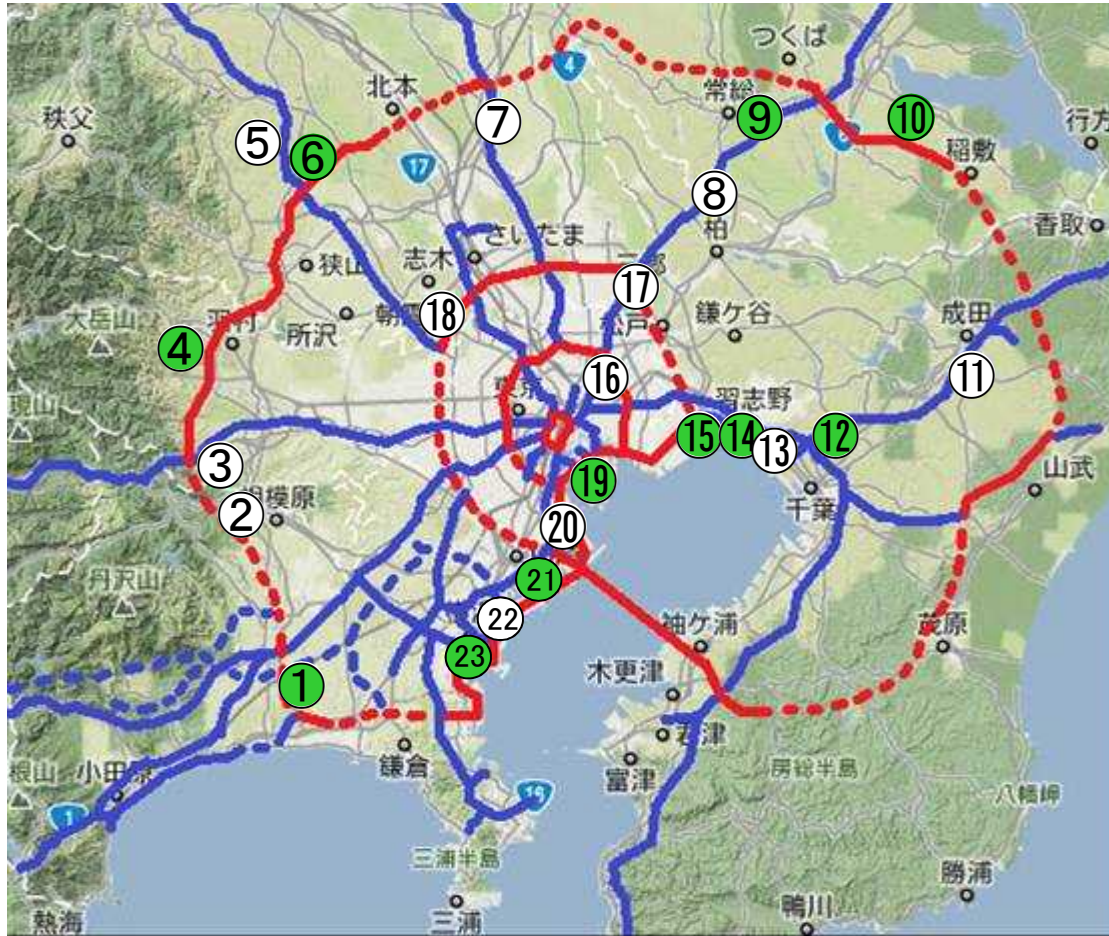 つくば
北本
4
常総
秩父
⑤
⑦
⑨
⑩
行方
⑥
17
6
稲敷
⑧
香取
柏
さいたま
狭山
志木
⑰
⑱
大岳山
所沢
松戸
鎌ケ谷
成田
④
⑪
⑯
東京
習志野
⑮
⑭
⑬
⑫
③
山武
⑲
千葉
②
相模原
⑳
丹沢山
㉑
㉒
袖ケ浦
茂原
㉓
木更津
①
君津
鎌倉
富津
房総半島
小田原
八幡岬
1
16
三浦半島
勝浦
熱海
三浦
鴨川